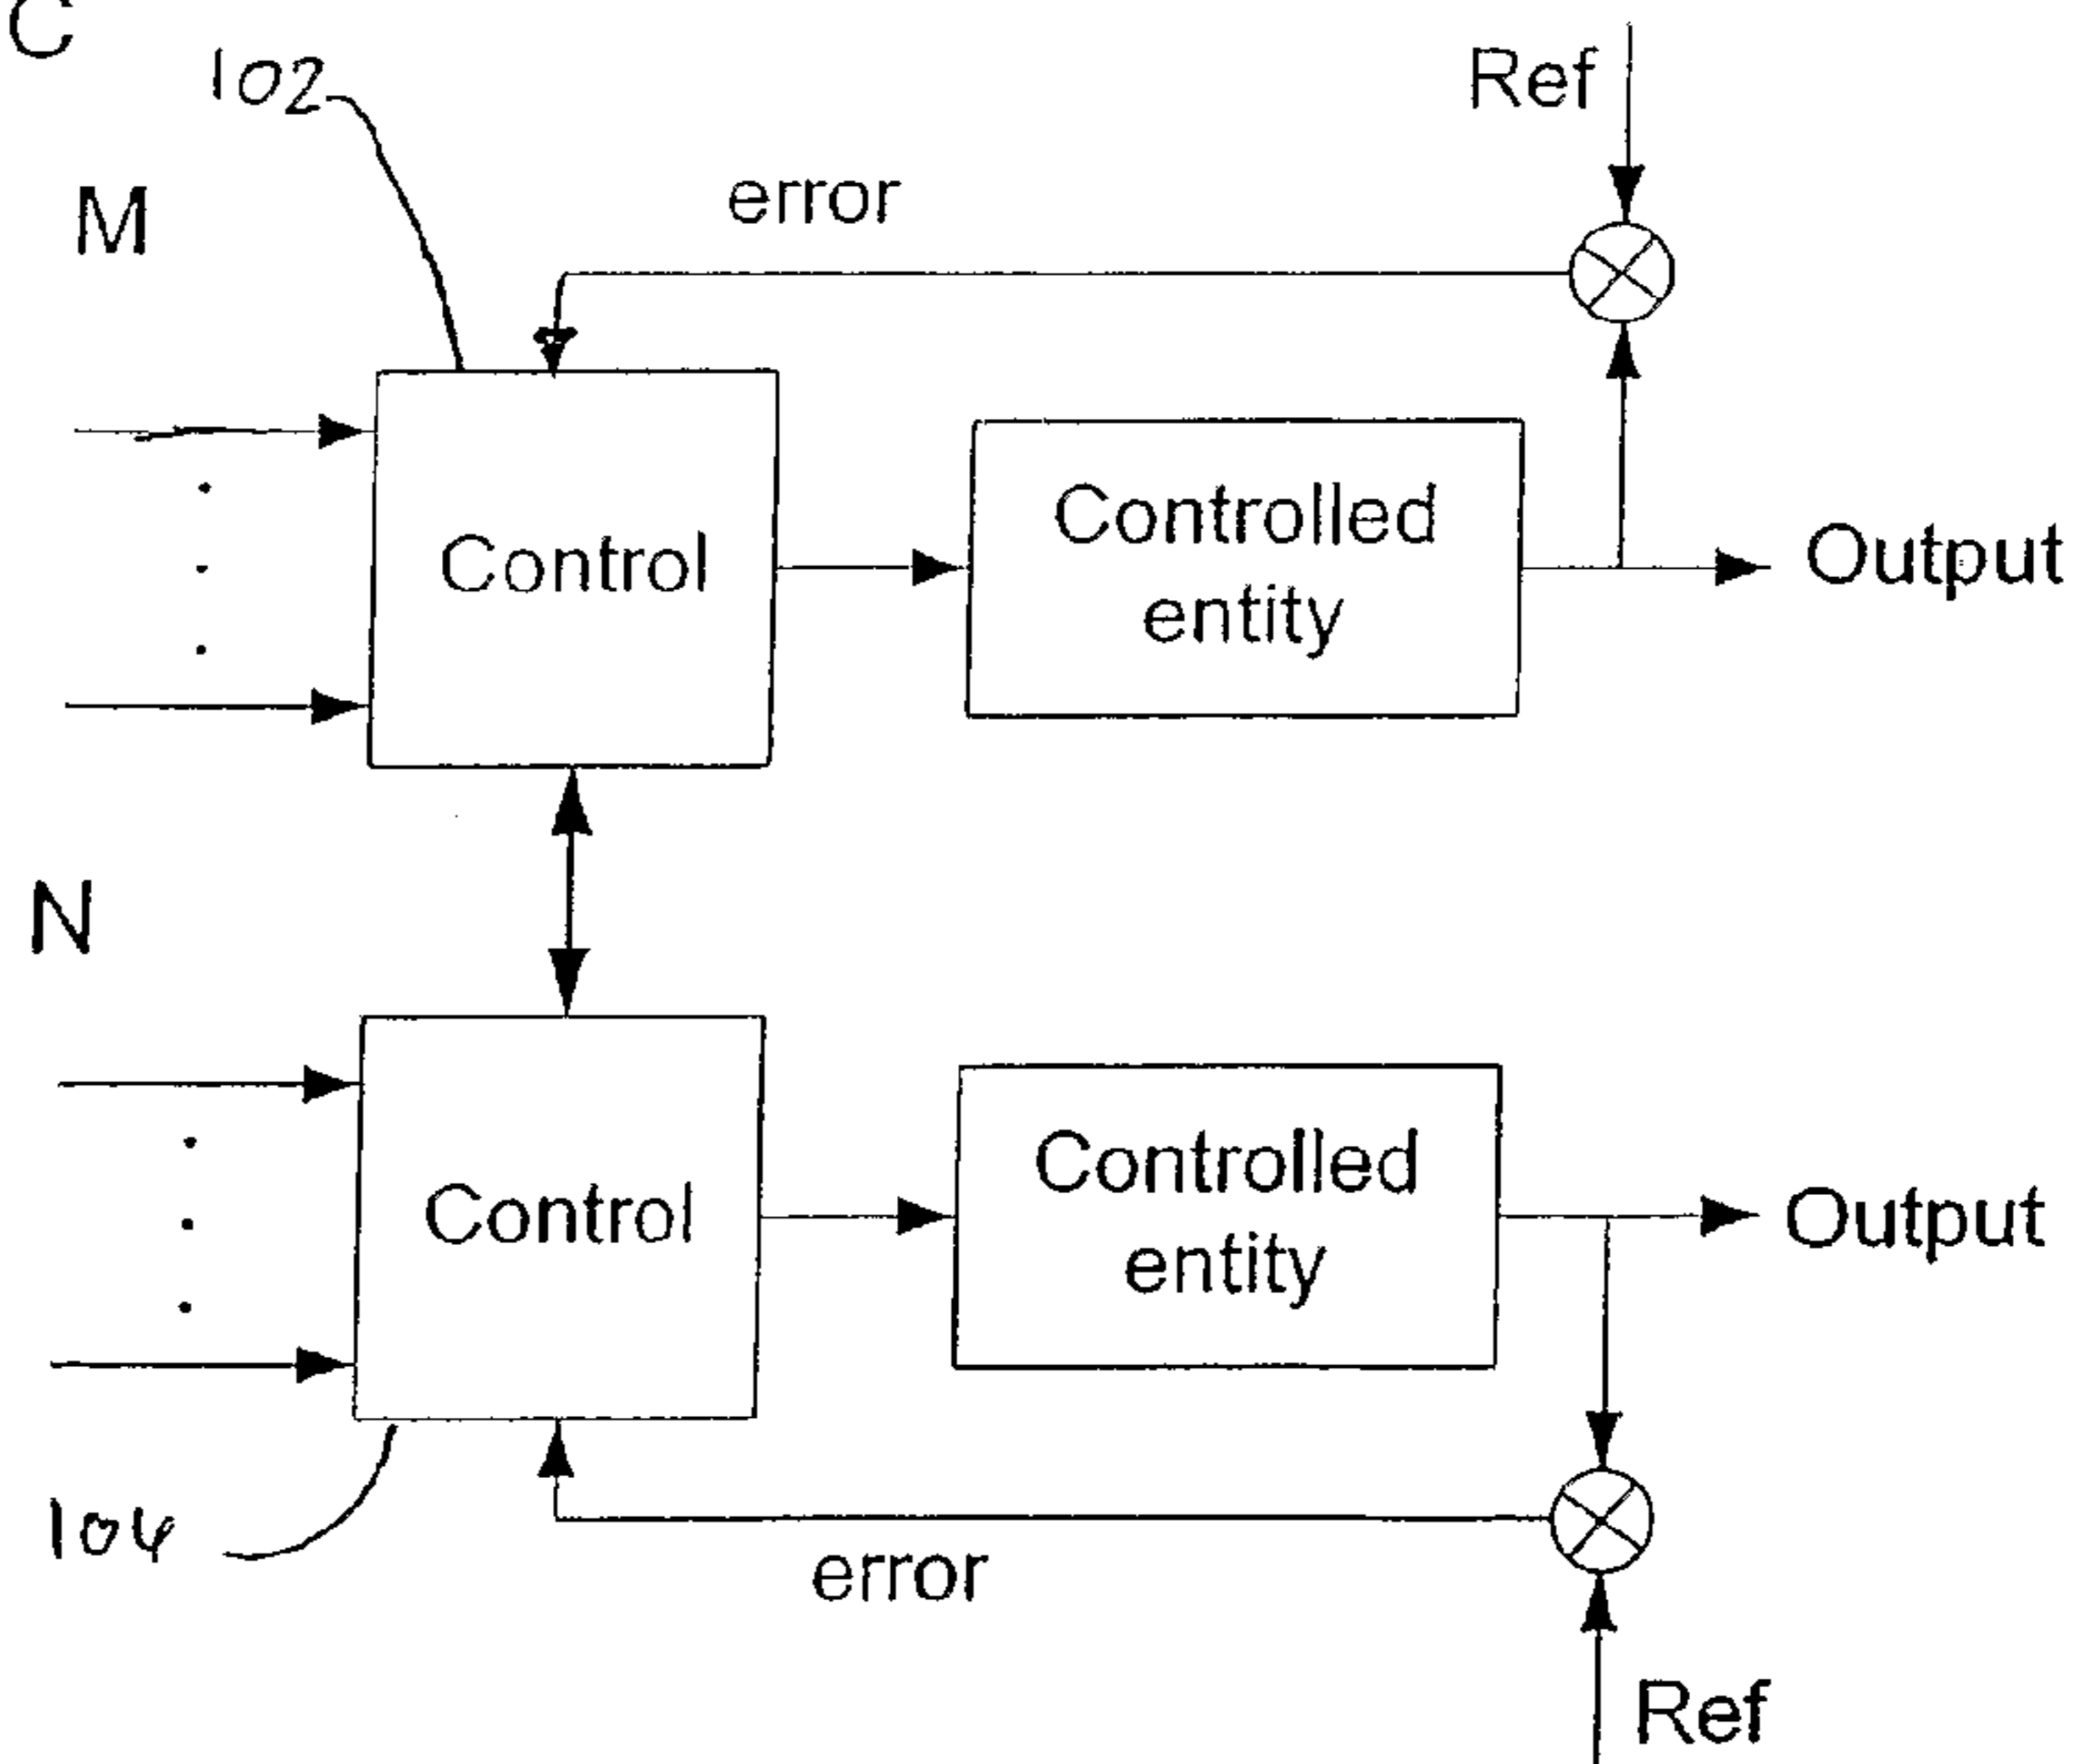 C
102
Ref
error
M
Control
Controlled
entity
Output
N
Control
Controlled
entity
Output
104
error
Ref